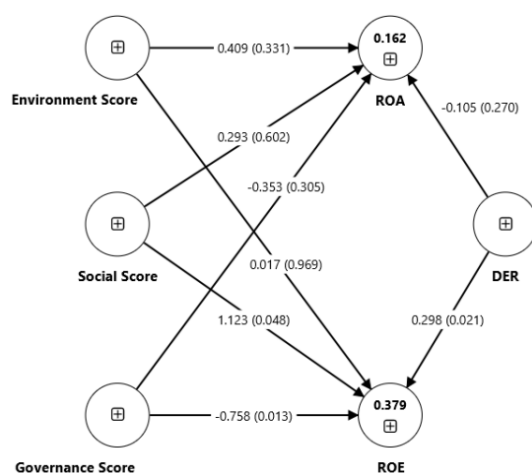 0.409 (0.331)
0.162
Environment Score
ROA
-0.105 (0.270)
0.293 (0.602)
-0.353 (0.305)
0.017 (0.969)
Social Score
DER
1.123 (0.048)
0.298 (0.021)
-0.758 (0.013)
0.379
Governance Score
ROE